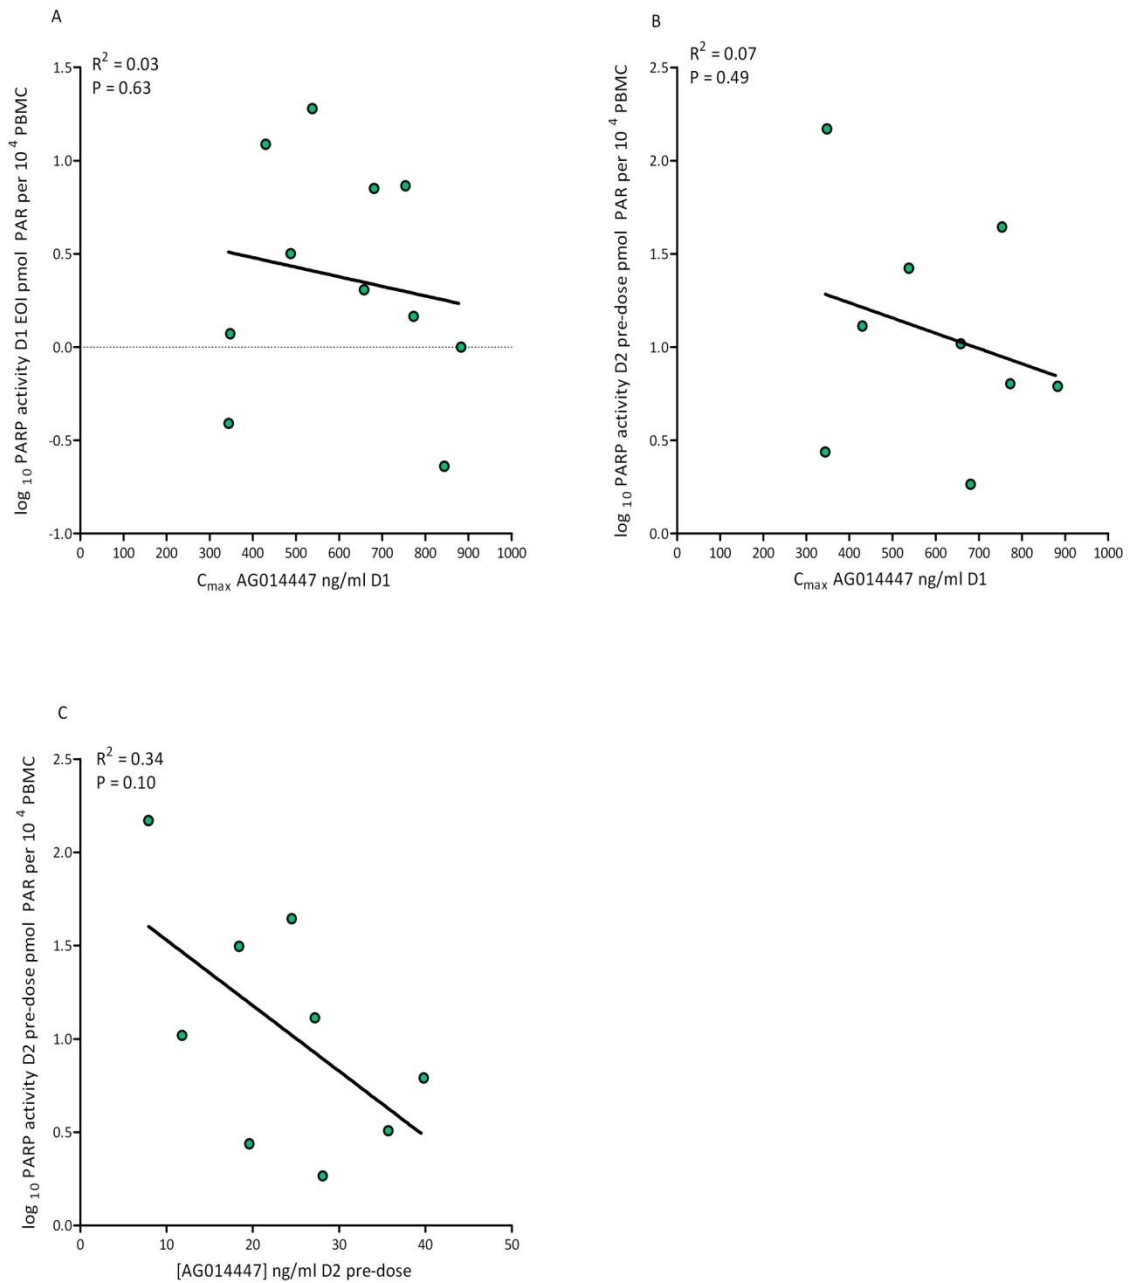 A
R² = 0.03
P = 0.63
log 10 PARP activity D1 EOI pmol PAR per 10 4 PBMC
1.5
1.0
0.5
0.0
-0.5
-1.0
0 100 200 300 400 500 600 700 800 900 1000
Cmax AG014447 ng/ml D1
B
R² = 0.07
P = 0.49
log 10 PARP activity D2 pre-dose pmol PAR per 10 4 PBMC
2.5
2.0
1.5
1.0
0.5
0.0
0 100 200 300 400 500 600 700 800 900 1000
Cmax AG014447 ng/ml D1
C
R² = 0.34
P = 0.10
log 10 PARP activity D2 pre-dose pmol PAR per 10 4 PBMC
2.5
2.0
1.5
1.0
0.5
0.0
0 10 20 30 40 50
[AG014447] ng/ml D2 pre-dose